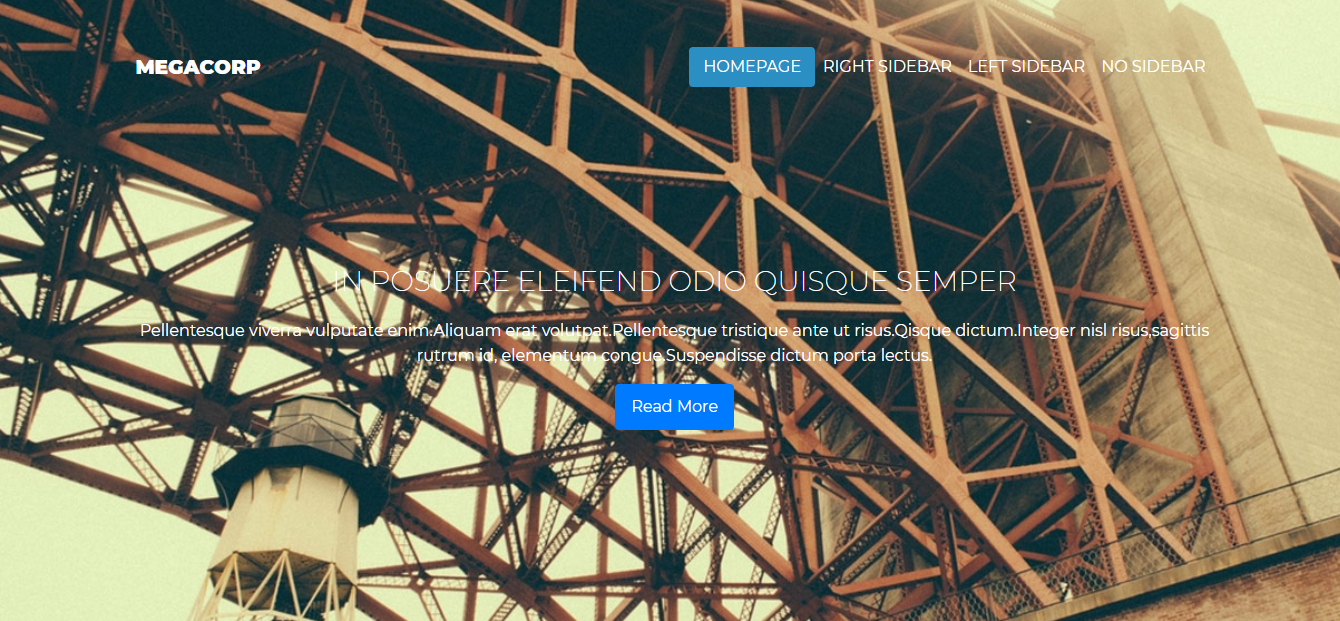 MEGACORP
HOMEPAGE RIGHT SIDEBAR LEFT SIDEBAR NO SIDEBAR
IN POSUERE ELEIFEND ODIO QUISQUE SEMPER
Pellentesque viverra vulputate enim.Aliquam erat volutpat.Pellentesque tristique ante ut risus.Qisque dictum.Integer nisl risus,sagittis
rutrum id, elementum congue.Suspendisse dictum porta lectus.
Read More